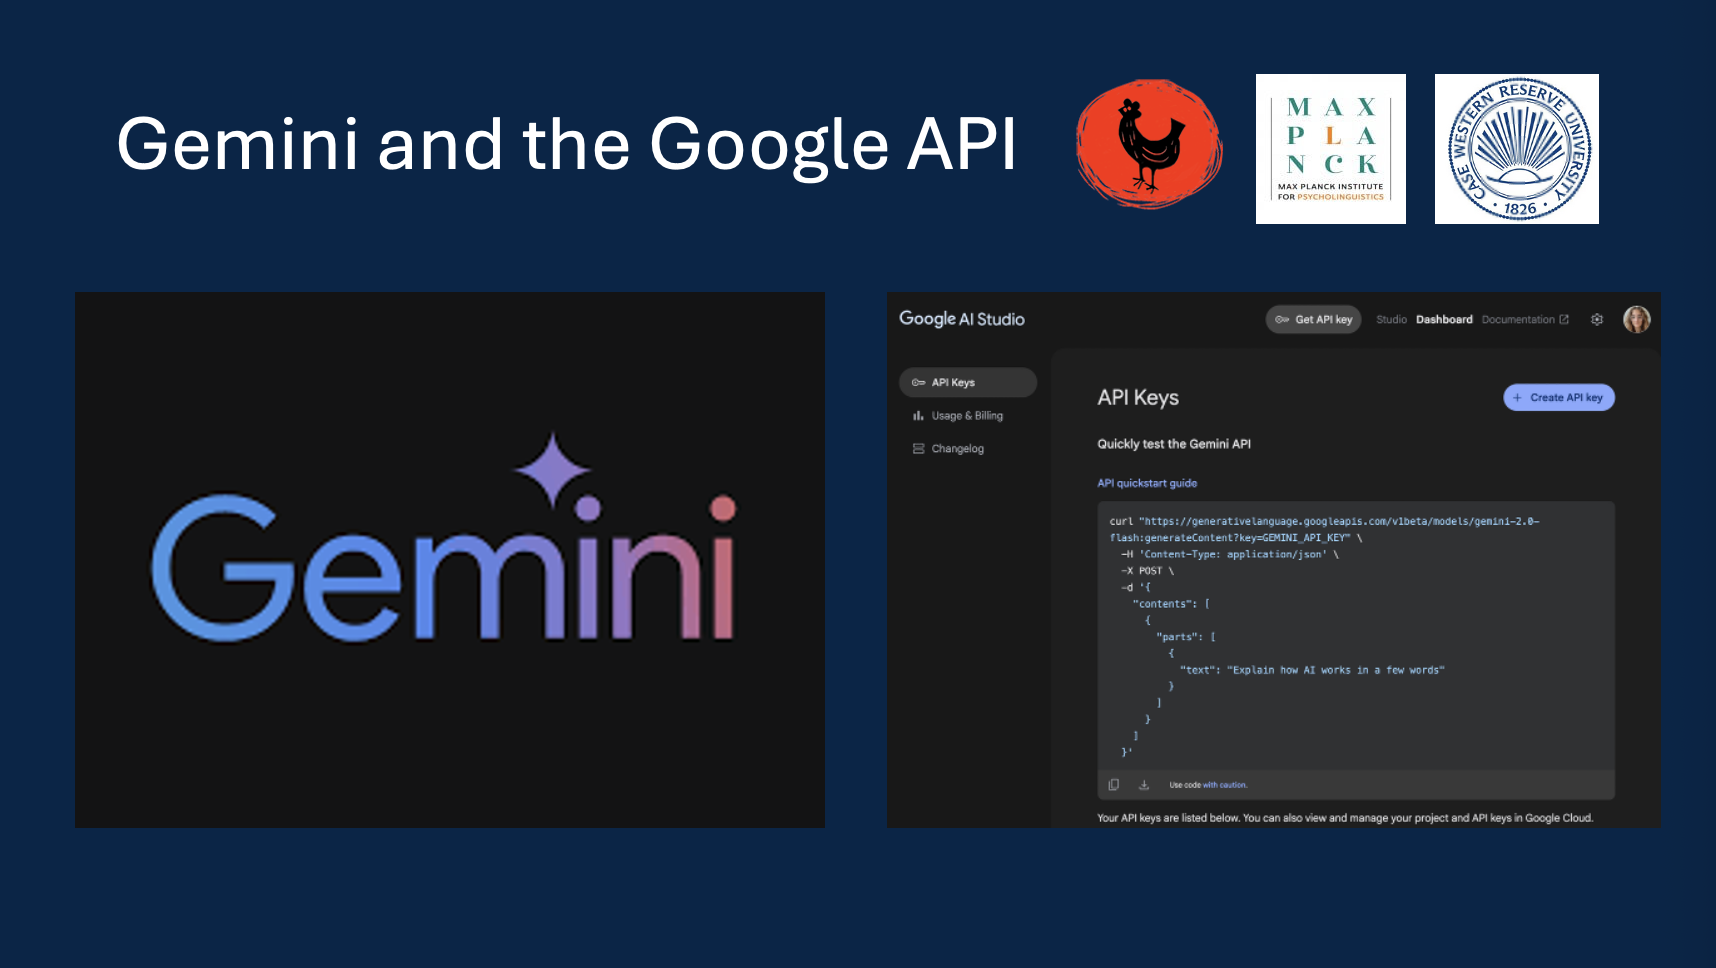 Gemini and the Google API
MAX
PLA
NCK
MAX PLANCK INSTITUTE
FOR PSYCHOLINGUISTICS
CASE WESTERN RESERVE UNIVERSITY
· 1826 ·
Gemini
Google AI Studio
Get API key
Studio
Dashboard
Documentation
API Keys
Usage & Billing
Changelog
API Keys
+ Create API key
Quickly test the Gemini API
API quickstart guide
curl "https://generativelanguage.googleapis.com/v1beta/models/gemini-2.0-
flash:generateContent?key=GEMINI_API_KEY" \
-H 'Content-Type: application/json' \
-X POST \
-d '{
"contents": [
{
"parts": [
{
"text": "Explain how AI works in a few words"
}
]
}
]
}'
Use code with caution.
Your API keys are listed below. You can also view and manage your project and API keys in Google Cloud.